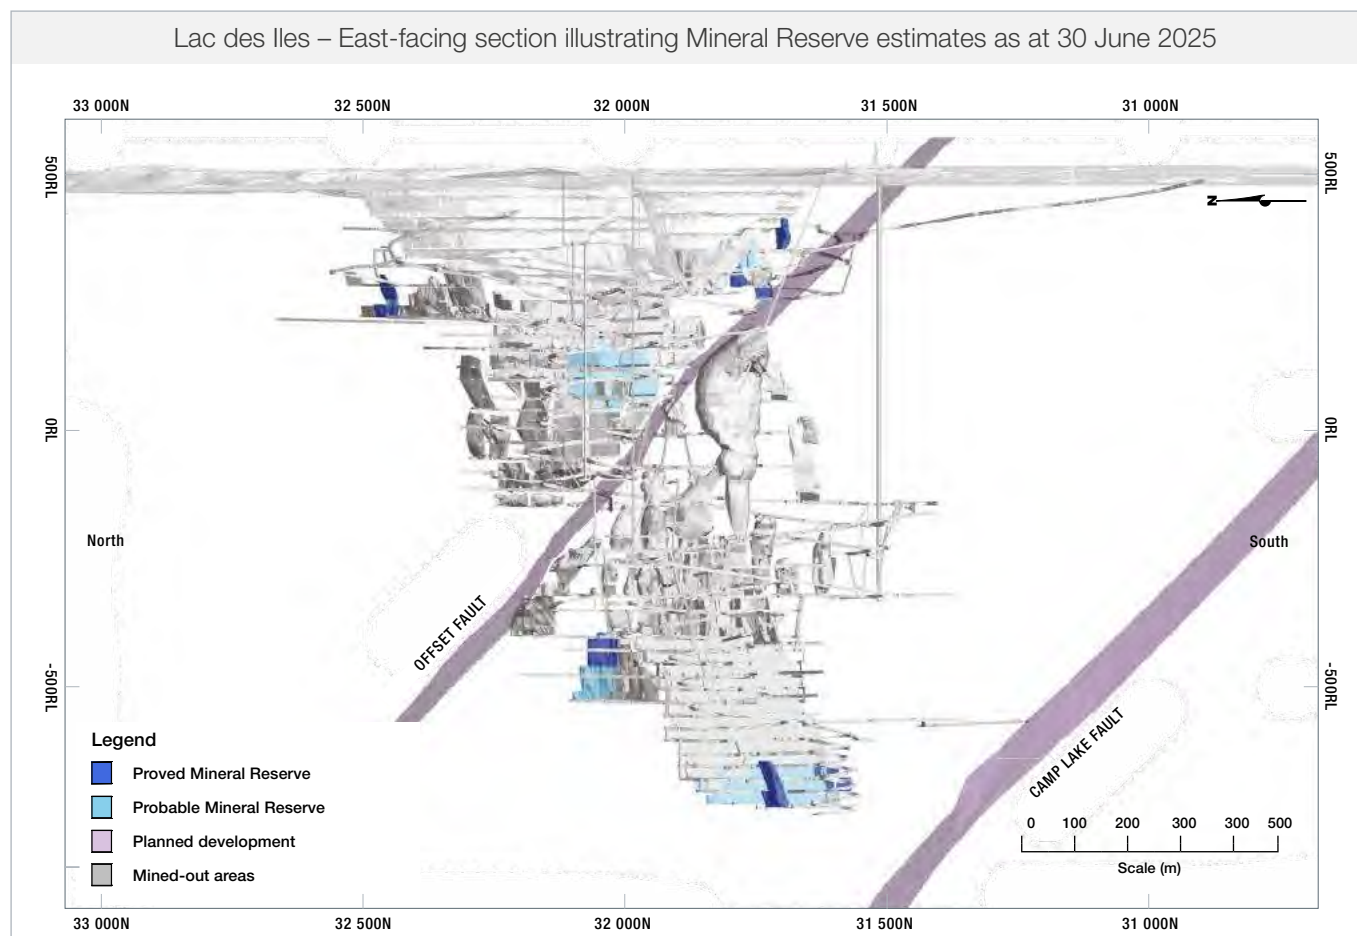 Lac des Iles – East-facing section illustrating Mineral Reserve estimates as at 30 June 2025
33 000N 32 500N 32 000N 31 500N 31 000N
500RL 500RL
N
0RL 0RL
North South
OFFSET FAULT
-500RL -500RL
CAMP LAKE FAULT
Legend
Proved Mineral Reserve
Probable Mineral Reserve
Planned development
Mined-out areas
0 100 200 300 300 500
Scale (m)
33 000N 32 500N 32 000N 31 500N 31 000N